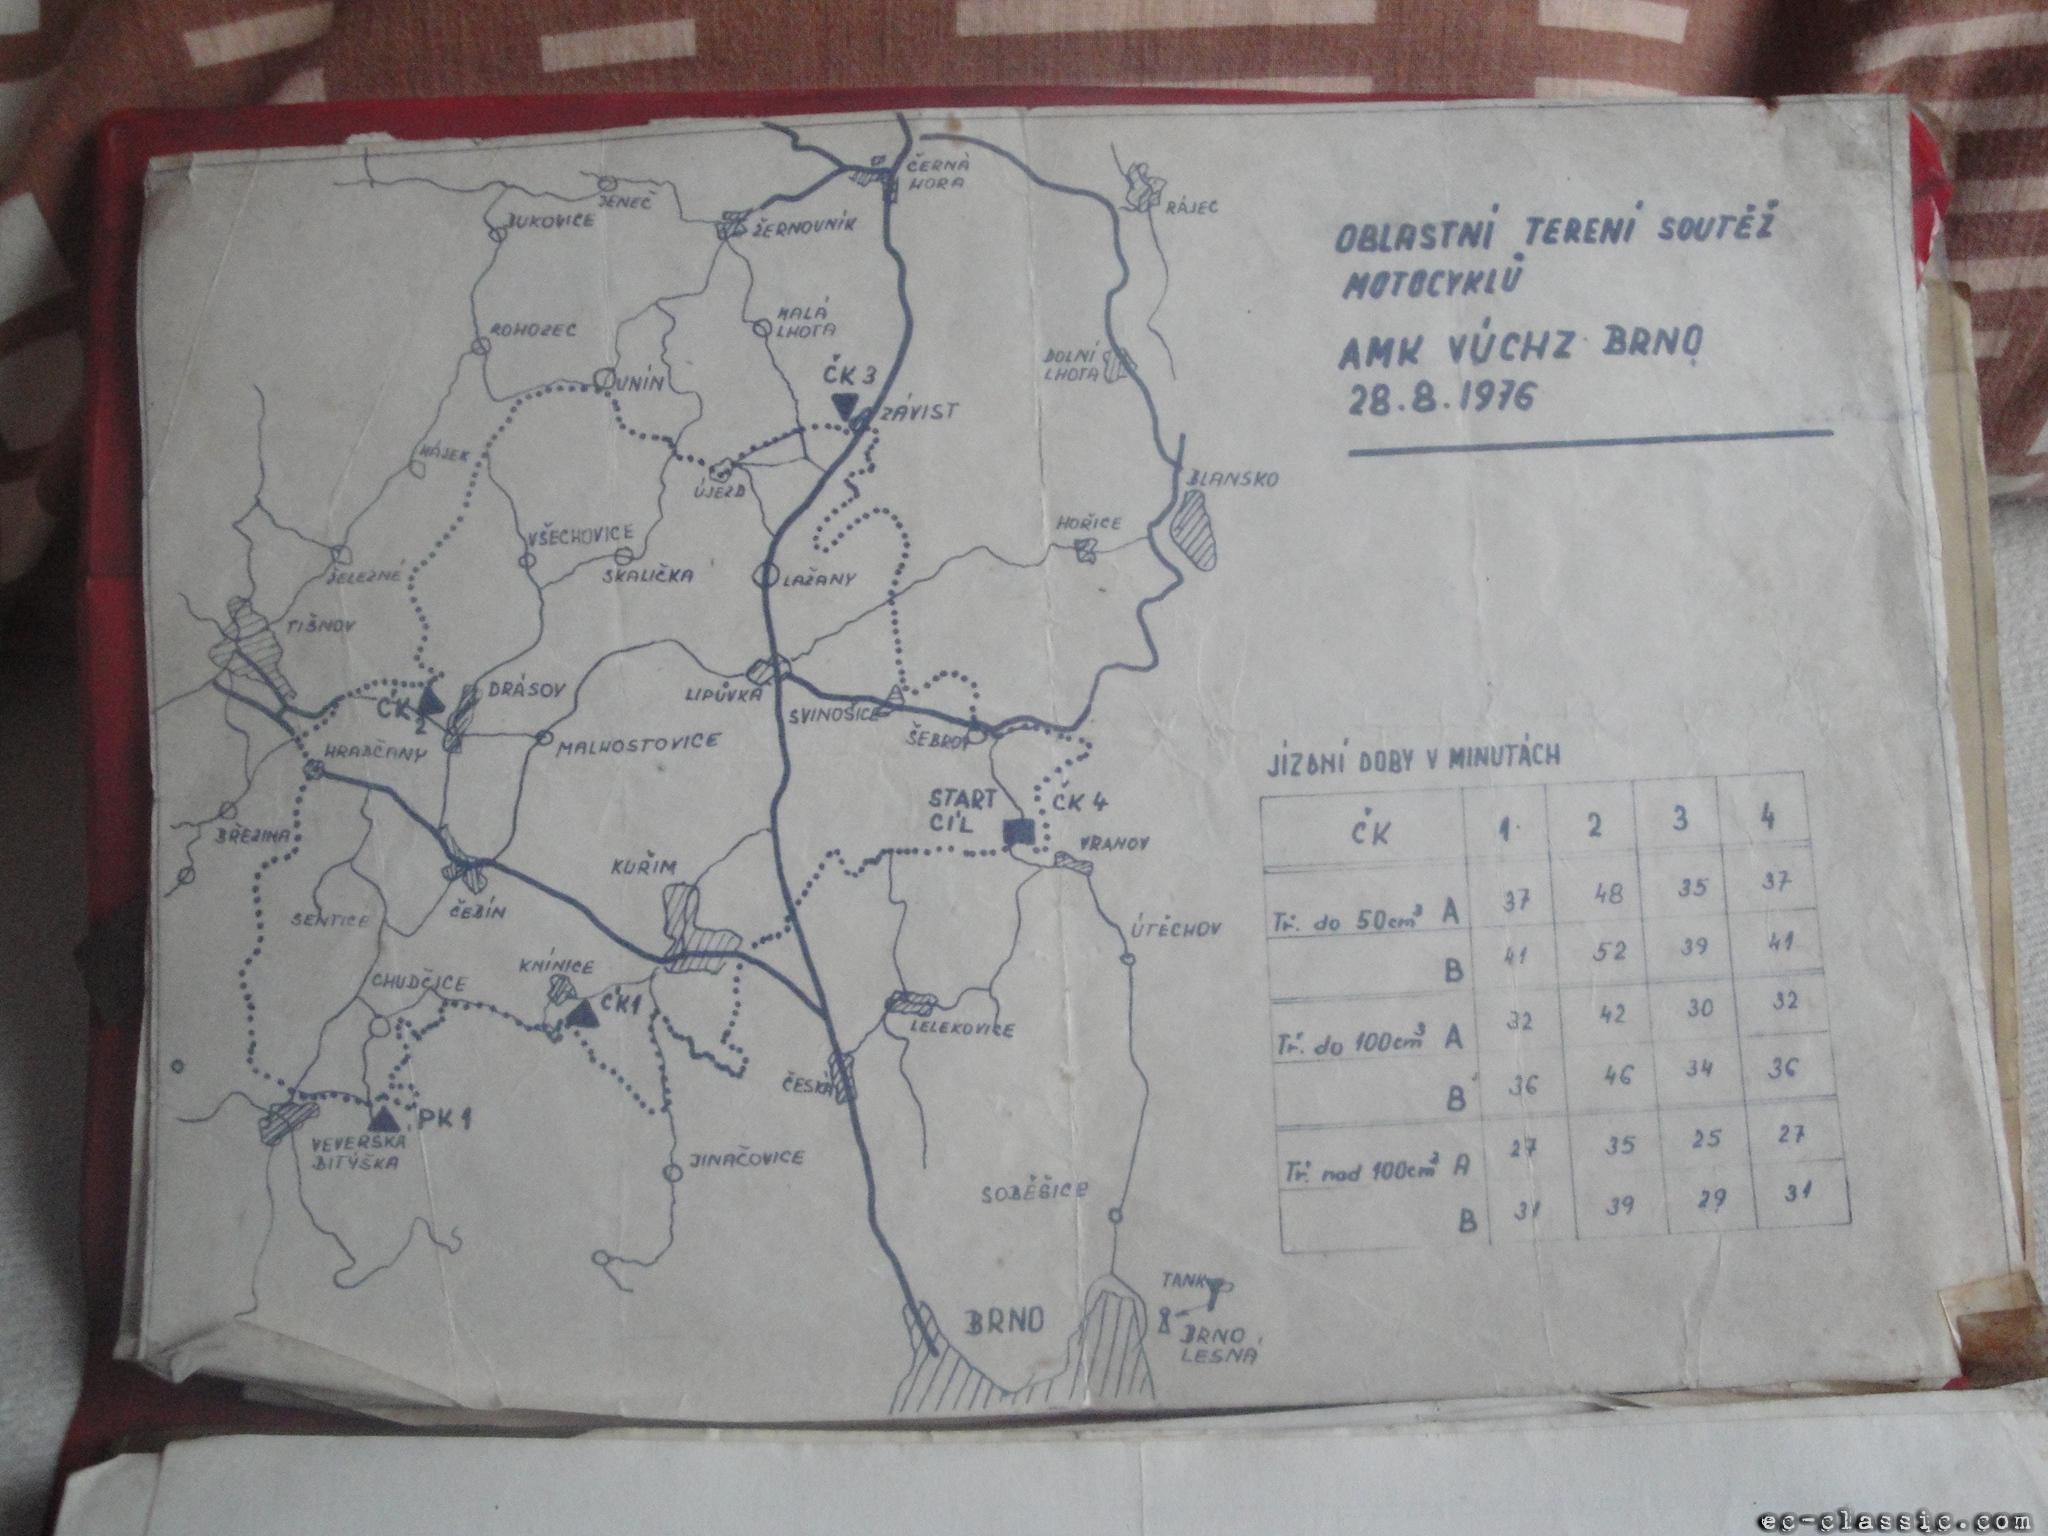 OBLASTNÍ TERENÍ SOUTĚŽ
MOTOCYKLŮ
AMK VÚCHZ BRNO
28.8.1976
ČERNÁ
HORA
RÁJEC
JENEČ
BUKOVICE
ŽERNOVNÍK
MALÁ
LHOTA
ROHOZEC
UNÍN
ČK 3
ZÁVIST
DOLNÍ
LHOTA
HÁJEK
ÚJEZD
BLANSKO
VŠECHOVICE
HOŘICE
ŽELEZNÉ
SKALIČKA
LAŽANY
TIŠNOV
DRÁSOV
LIPŮVKA
ČK
2
SVINOŠICE
ŠEBROV
HRADČANY
MALHOSTOVICE
START
CÍL
ČK 4
BŘEZINA
VRANOV
KUŘIM
SENTICE
ČEBÍN
ÚTĚCHOV
KNÍNICE
CHUDČICE
ČK1
LELEKOVICE
ČESKÁ
PK 1
VEVERSKÁ
BITÝŠKA
JINAČOVICE
SOBĚŠICE
TANK
BRNO
BRNO
LESNÁ
JÍZDNÍ DOBY V MINUTÁCH
ČK 1 2 3 4
Tř. do 50cm³ A 37 48 35 37
B 41 52 39 41
Tř. do 100cm³ A 32 42 30 32
B 36 46 34 36
Tř. nad 100cm³ A 27 35 25 27
B 31 39 29 31
ec-classic.com